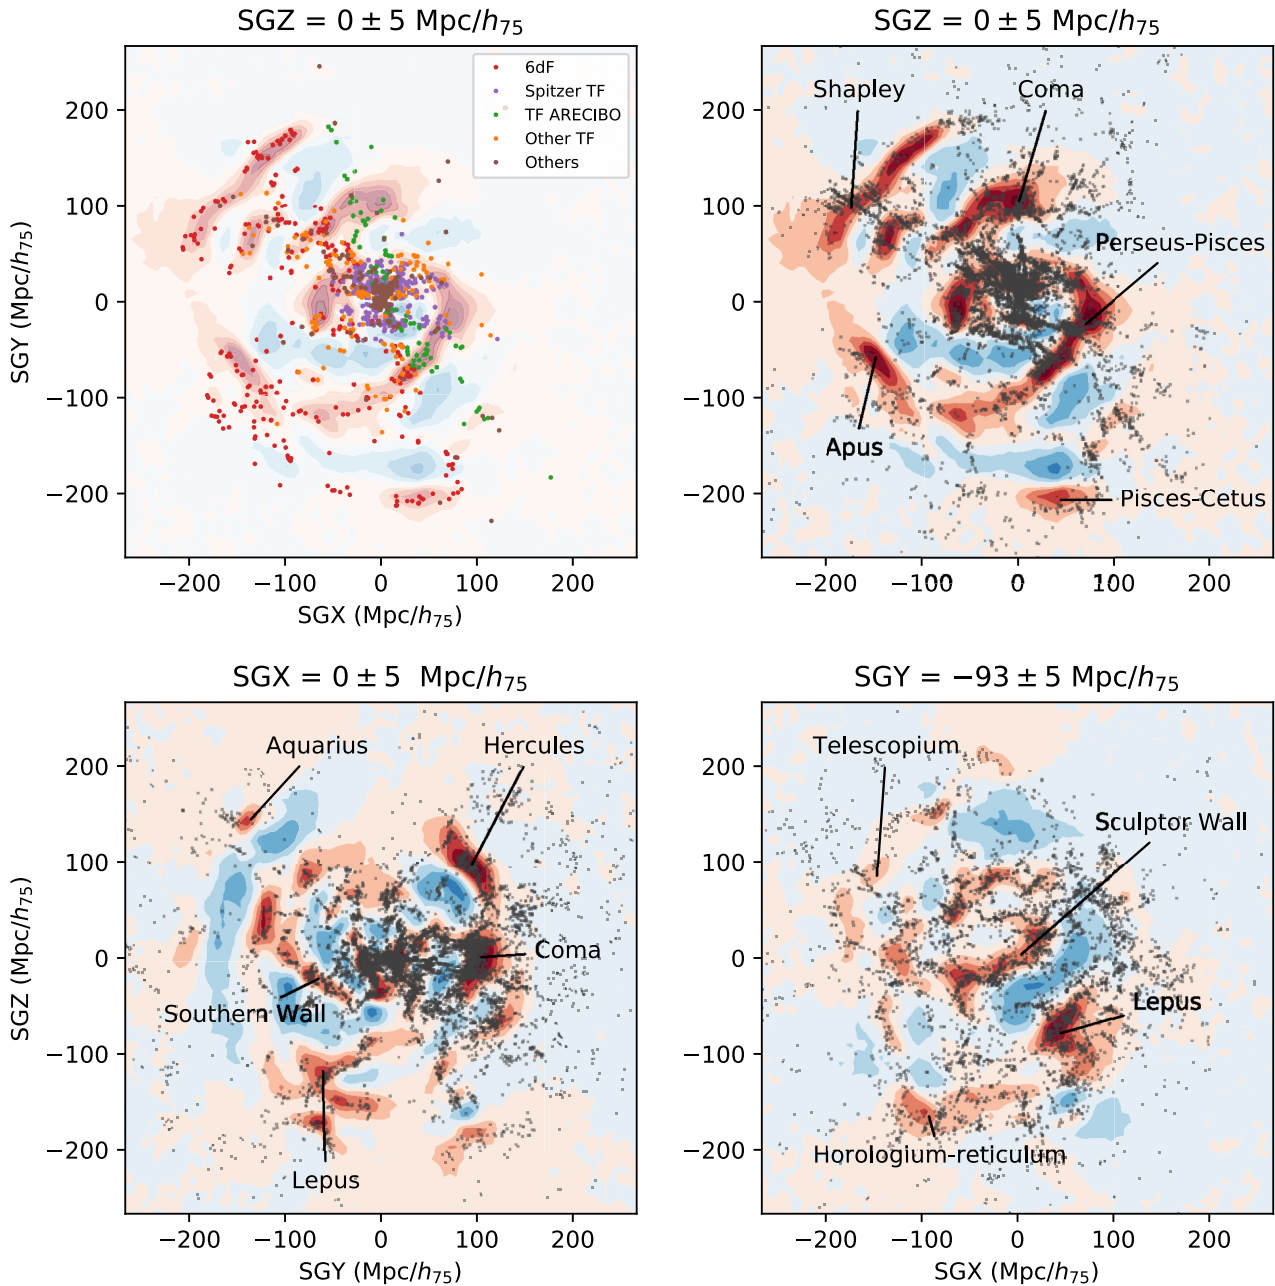 SGZ = 0 ± 5 Mpc/h75
SGZ = 0 ± 5 Mpc/h75
6dF
Spitzer TF
TF ARECIBO
Other TF
Others
Shapley
Coma
Perseus-Pisces
Apus
Pisces-Cetus
SGY (Mpc/h75)
200
100
0
−100
−200
200
100
0
−100
−200
−200
−100
0
100
200
−200
−100
0
100
200
SGX (Mpc/h75)
SGX = 0 ± 5 Mpc/h75
SGY = −93 ± 5 Mpc/h75
Aquarius
Hercules
Telescopium
Sculptor Wall
Coma
Southern Wall
Lepus
Lepus
Horologium-reticulum
SGZ (Mpc/h75)
200
100
0
−100
−200
200
100
0
−100
−200
−200
−100
0
100
200
−200
−100
0
100
200
SGY (Mpc/h75)
SGX (Mpc/h75)